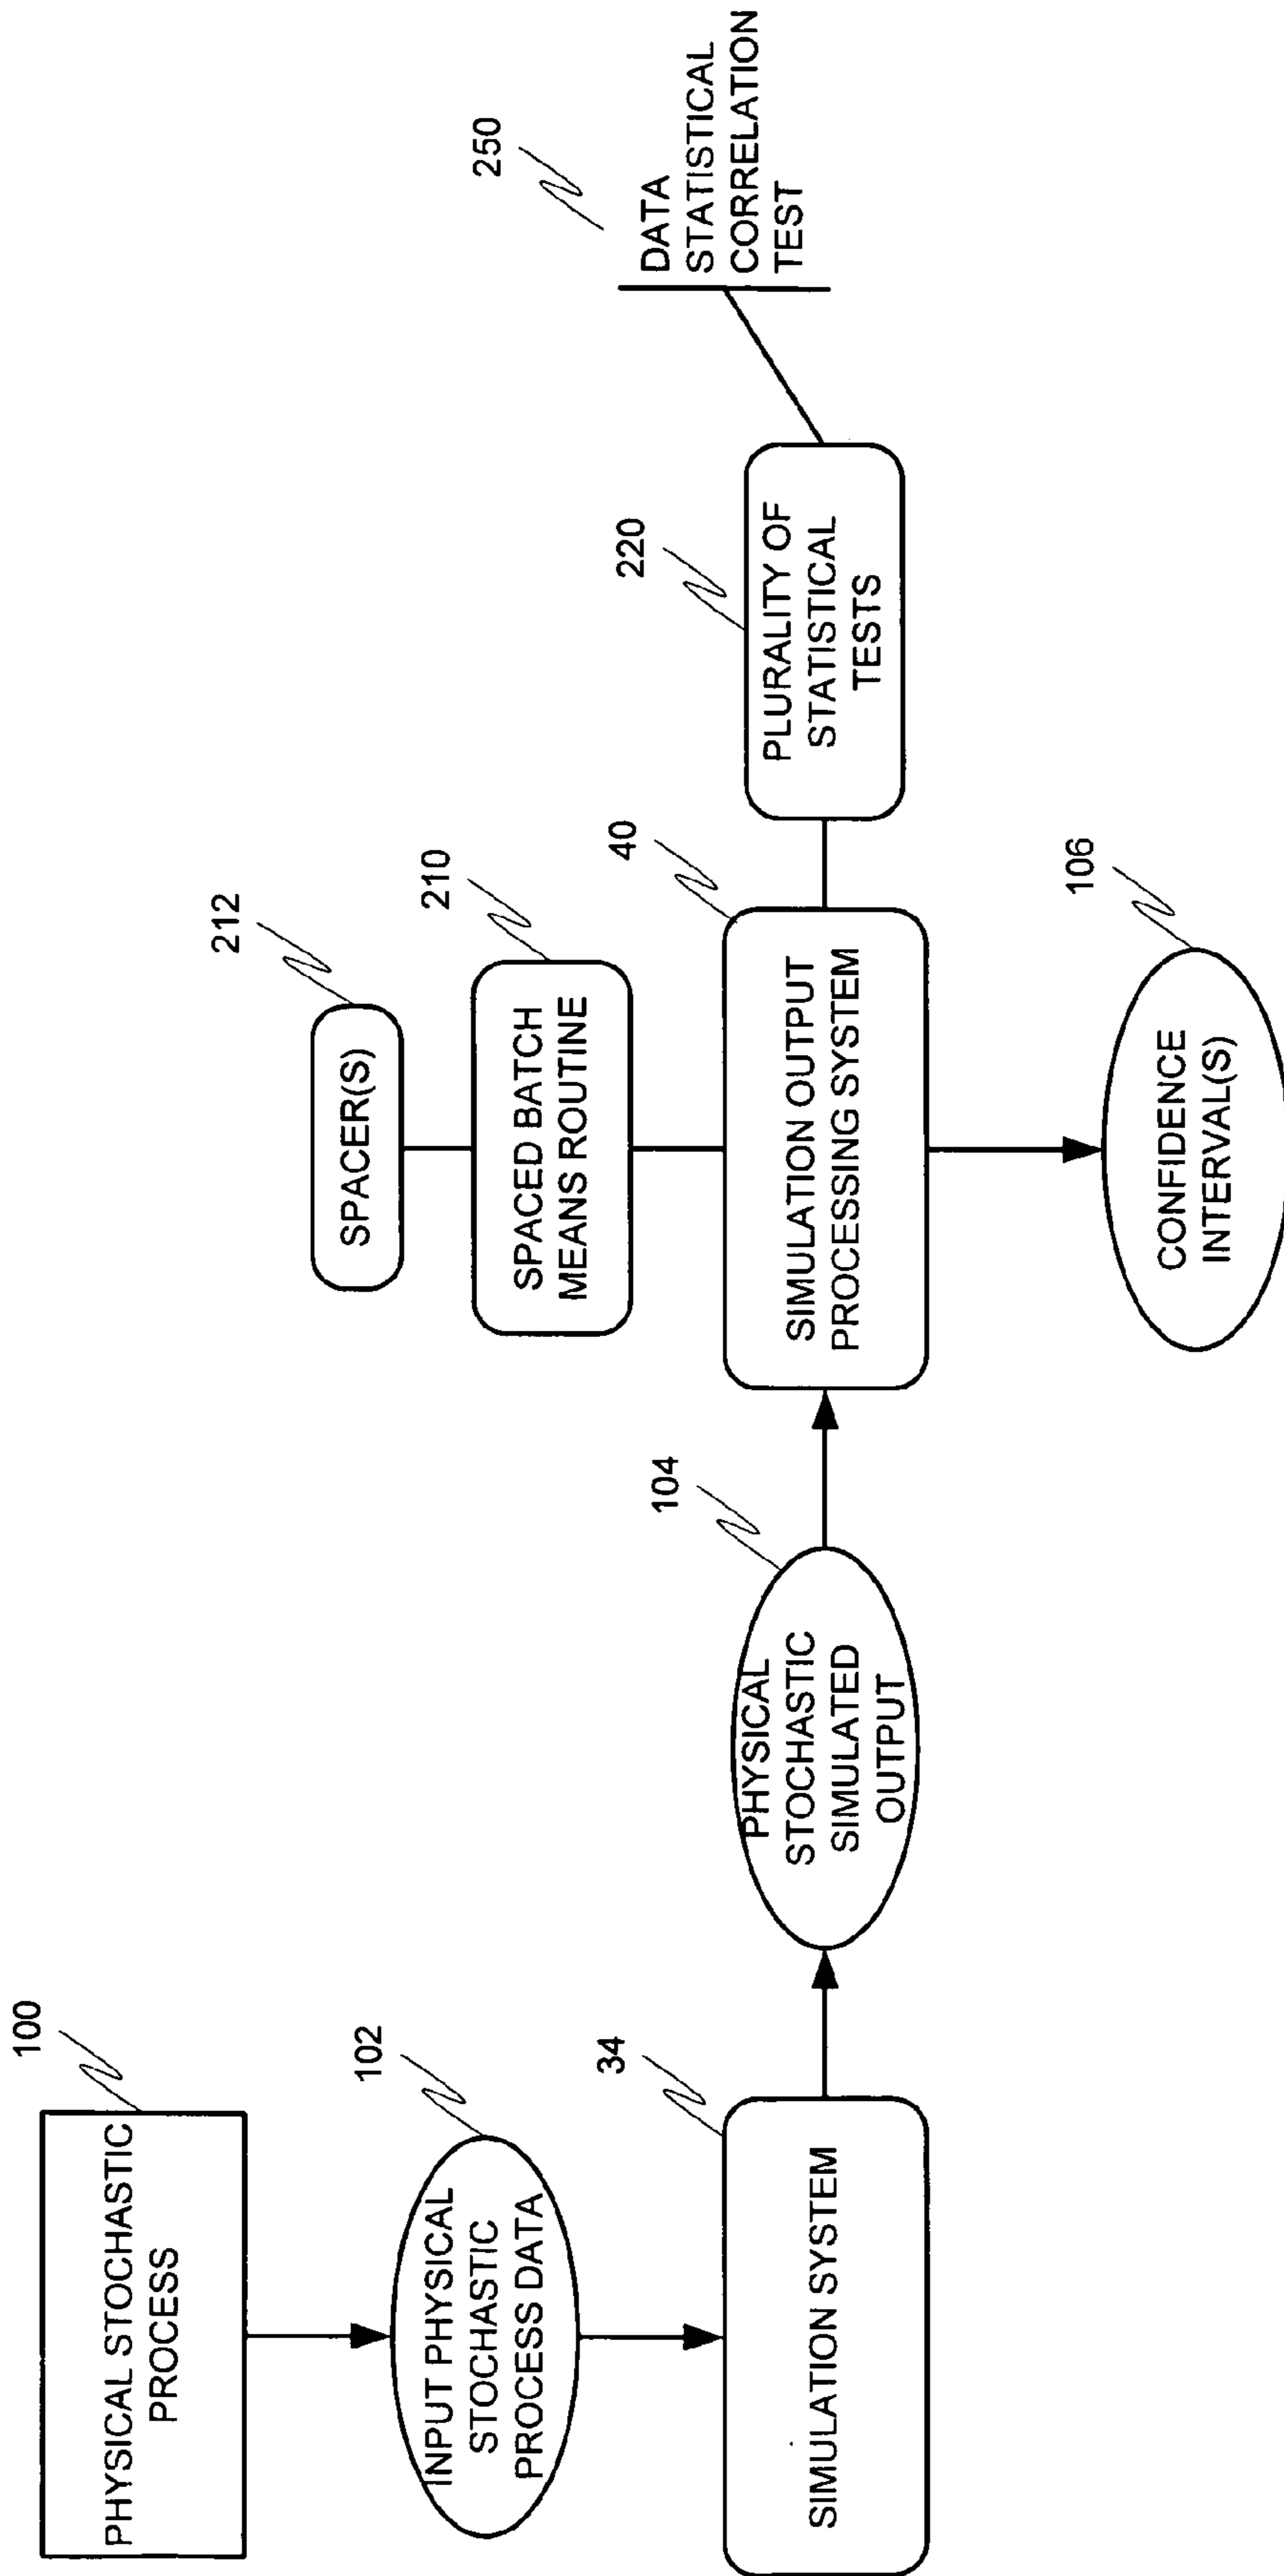 100
PHYSICAL STOCHASTIC
PROCESS
102
INPUT PHYSICAL
STOCHASTIC
PROCESS DATA
34
SIMULATION SYSTEM
104
PHYSICAL
STOCHASTIC
SIMULATED
OUTPUT
212
SPACER(S)
210
SPACED BATCH
MEANS ROUTINE
40
SIMULATION OUTPUT
PROCESSING SYSTEM
106
CONFIDENCE
INTERVAL(S)
220
PLURALITY OF
STATISTICAL
TESTS
250
DATA
STATISTICAL
CORRELATION
TEST